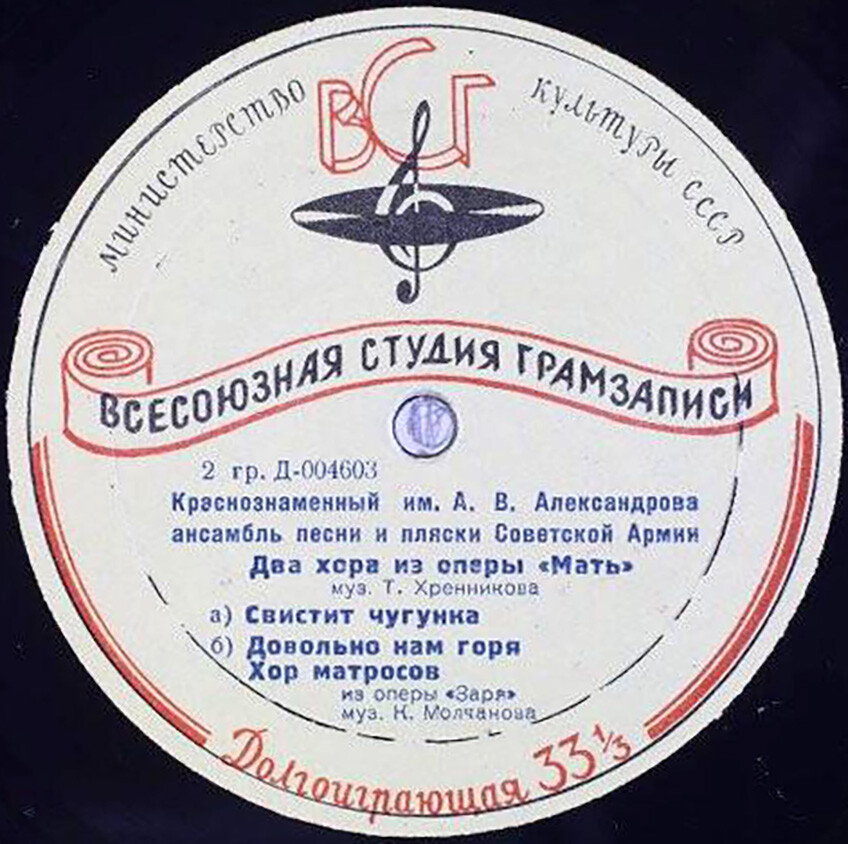 МИНИСТЕРСТВО КУЛЬТУРЫ СССР
ВСГ
ВСЕСОЮЗНАЯ СТУДИЯ ГРАМЗАПИСИ
2 гр. Д-004603
Краснознаменный им. А. В. Александрова
ансамбль песни и пляски Советской Армии
Два хора из оперы «Мать»
муз. Т. Хренникова
а) Свистит чугунка
б) Довольно нам горя
Хор матросов
из оперы «Заря»
муз. К. Молчанова
Долгоиграющая 33⅓